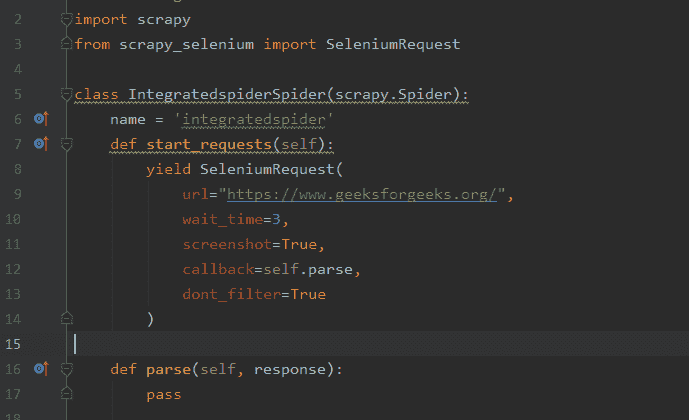 2 import scrapy
3 from scrapy_selenium import SeleniumRequest
4
5 class IntegratedspiderSpider(scrapy.Spider):
6     name = 'integratedspider'
7     def start_requests(self):
8         yield SeleniumRequest(
9             url="https://www.geeksforgeeks.org/",
10             wait_time=3,
11             screenshot=True,
12             callback=self.parse,
13             dont_filter=True
14         )
15
16     def parse(self, response):
17         pass
18